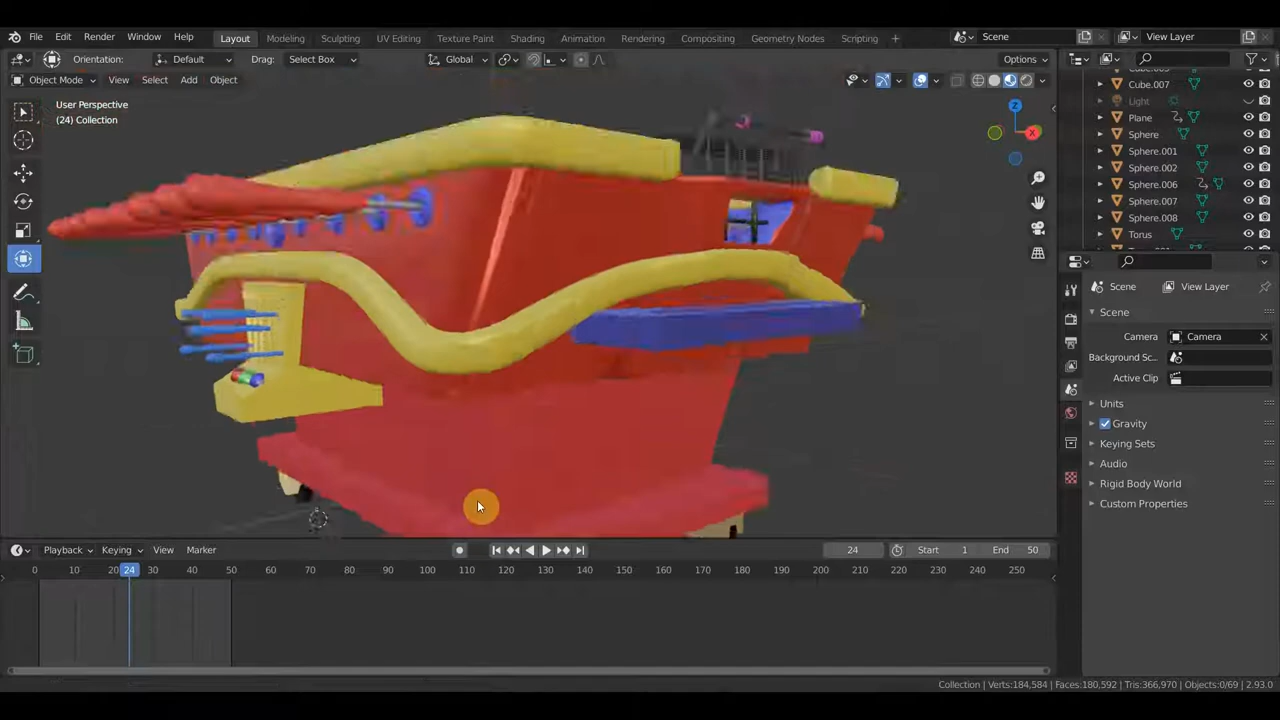 File Edit Render Window Help Layout Modeling Sculpting UV Editing Texture Paint Shading Animation Rendering Compositing Geometry Nodes Scripting + Scene View Layer
Orientation: Default Drag: Select Box Global Options
Object Mode View Select Add Object
User Perspective
(24) Collection
Z
X
Cube.007
Light
Plane
Sphere
Sphere.001
Sphere.002
Sphere.006
Sphere.007
Sphere.008
Torus
Scene View Layer
Scene
Camera Camera
Background Sc..
Active Clip
Units
Gravity
Keying Sets
Audio
Rigid Body World
Custom Properties
Playback Keying View Marker 24 Start 1 End 50
0 10 20 24 30 40 50 60 70 80 90 100 110 120 130 140 150 160 170 180 190 200 210 220 230 240 250
Collection | Verts:184,584 | Faces:180,592 | Tris:366,970 | Objects:0/69 | 2.93.0